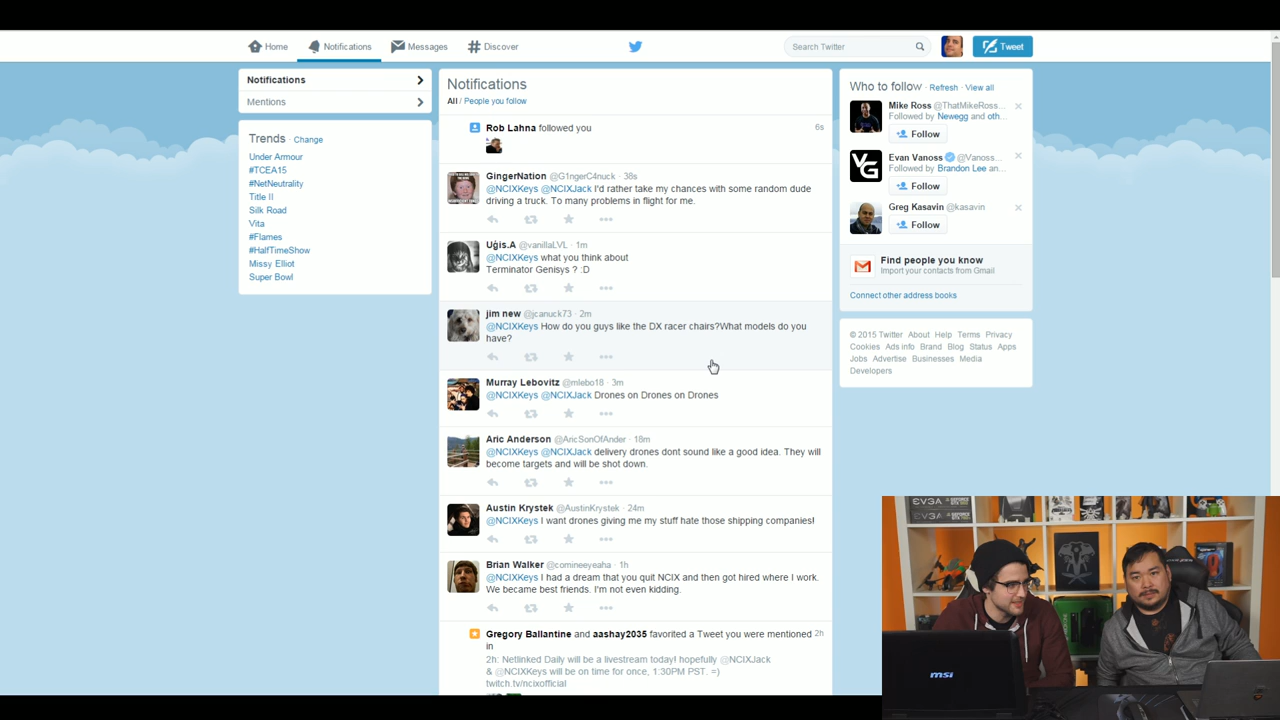 Home
Notifications
Messages
Discover
Search Twitter
Tweet
Notifications
Mentions
Trends · Change
Under Armour
#TCEA15
#NetNeutrality
Title II
Silk Road
Vita
#Flames
#HalfTimeShow
Missy Elliot
Super Bowl
Notifications
All / People you follow
Rob Lahna followed you 6s
GingerNation @G1ngerC4nuck · 38s
@NCIXKeys @NCIXJack I'd rather take my chances with some random dude
driving a truck. To many problems in flight for me.
Uģis.A @vanillaLVL · 1m
@NCIXKeys what you think about
Terminator Genisys ? :D
jim new @jcanuck73 · 2m
@NCIXKeys How do you guys like the DX racer chairs?What models do you
have?
Murray Lebovitz @mlebo18 · 3m
@NCIXKeys @NCIXJack Drones on Drones on Drones
Aric Anderson @AricSonOfAnder · 18m
@NCIXKeys @NCIXJack delivery drones dont sound like a good idea. They will
become targets and will be shot down.
Austin Krystek @AustinKrystek · 24m
@NCIXKeys I want drones giving me my stuff hate those shipping companies!
Brian Walker @comineeyeaha · 1h
@NCIXKeys I had a dream that you quit NCIX and then got hired where I work.
We became best friends. I'm not even kidding.
Gregory Ballantine and aashay2035 favorited a Tweet you were mentioned 2h
in
2h: Netlinked Daily will be a livestream today! hopefully @NCIXJack
& @NCIXKeys will be on time for once, 1:30PM PST. =)
twitch.tv/ncixofficial
Who to follow · Refresh · View all
Mike Ross @ThatMikeRoss...
Followed by Newegg and oth...
Follow
Evan Vanoss @Vanoss...
Followed by Brandon Lee and...
Follow
Greg Kasavin @kasavin
Follow
Find people you know
Import your contacts from Gmail
Connect other address books
© 2015 Twitter About Help Terms Privacy
Cookies Ads info Brand Blog Status Apps
Jobs Advertise Businesses Media
Developers
VG
EVGA
EVGA
msi